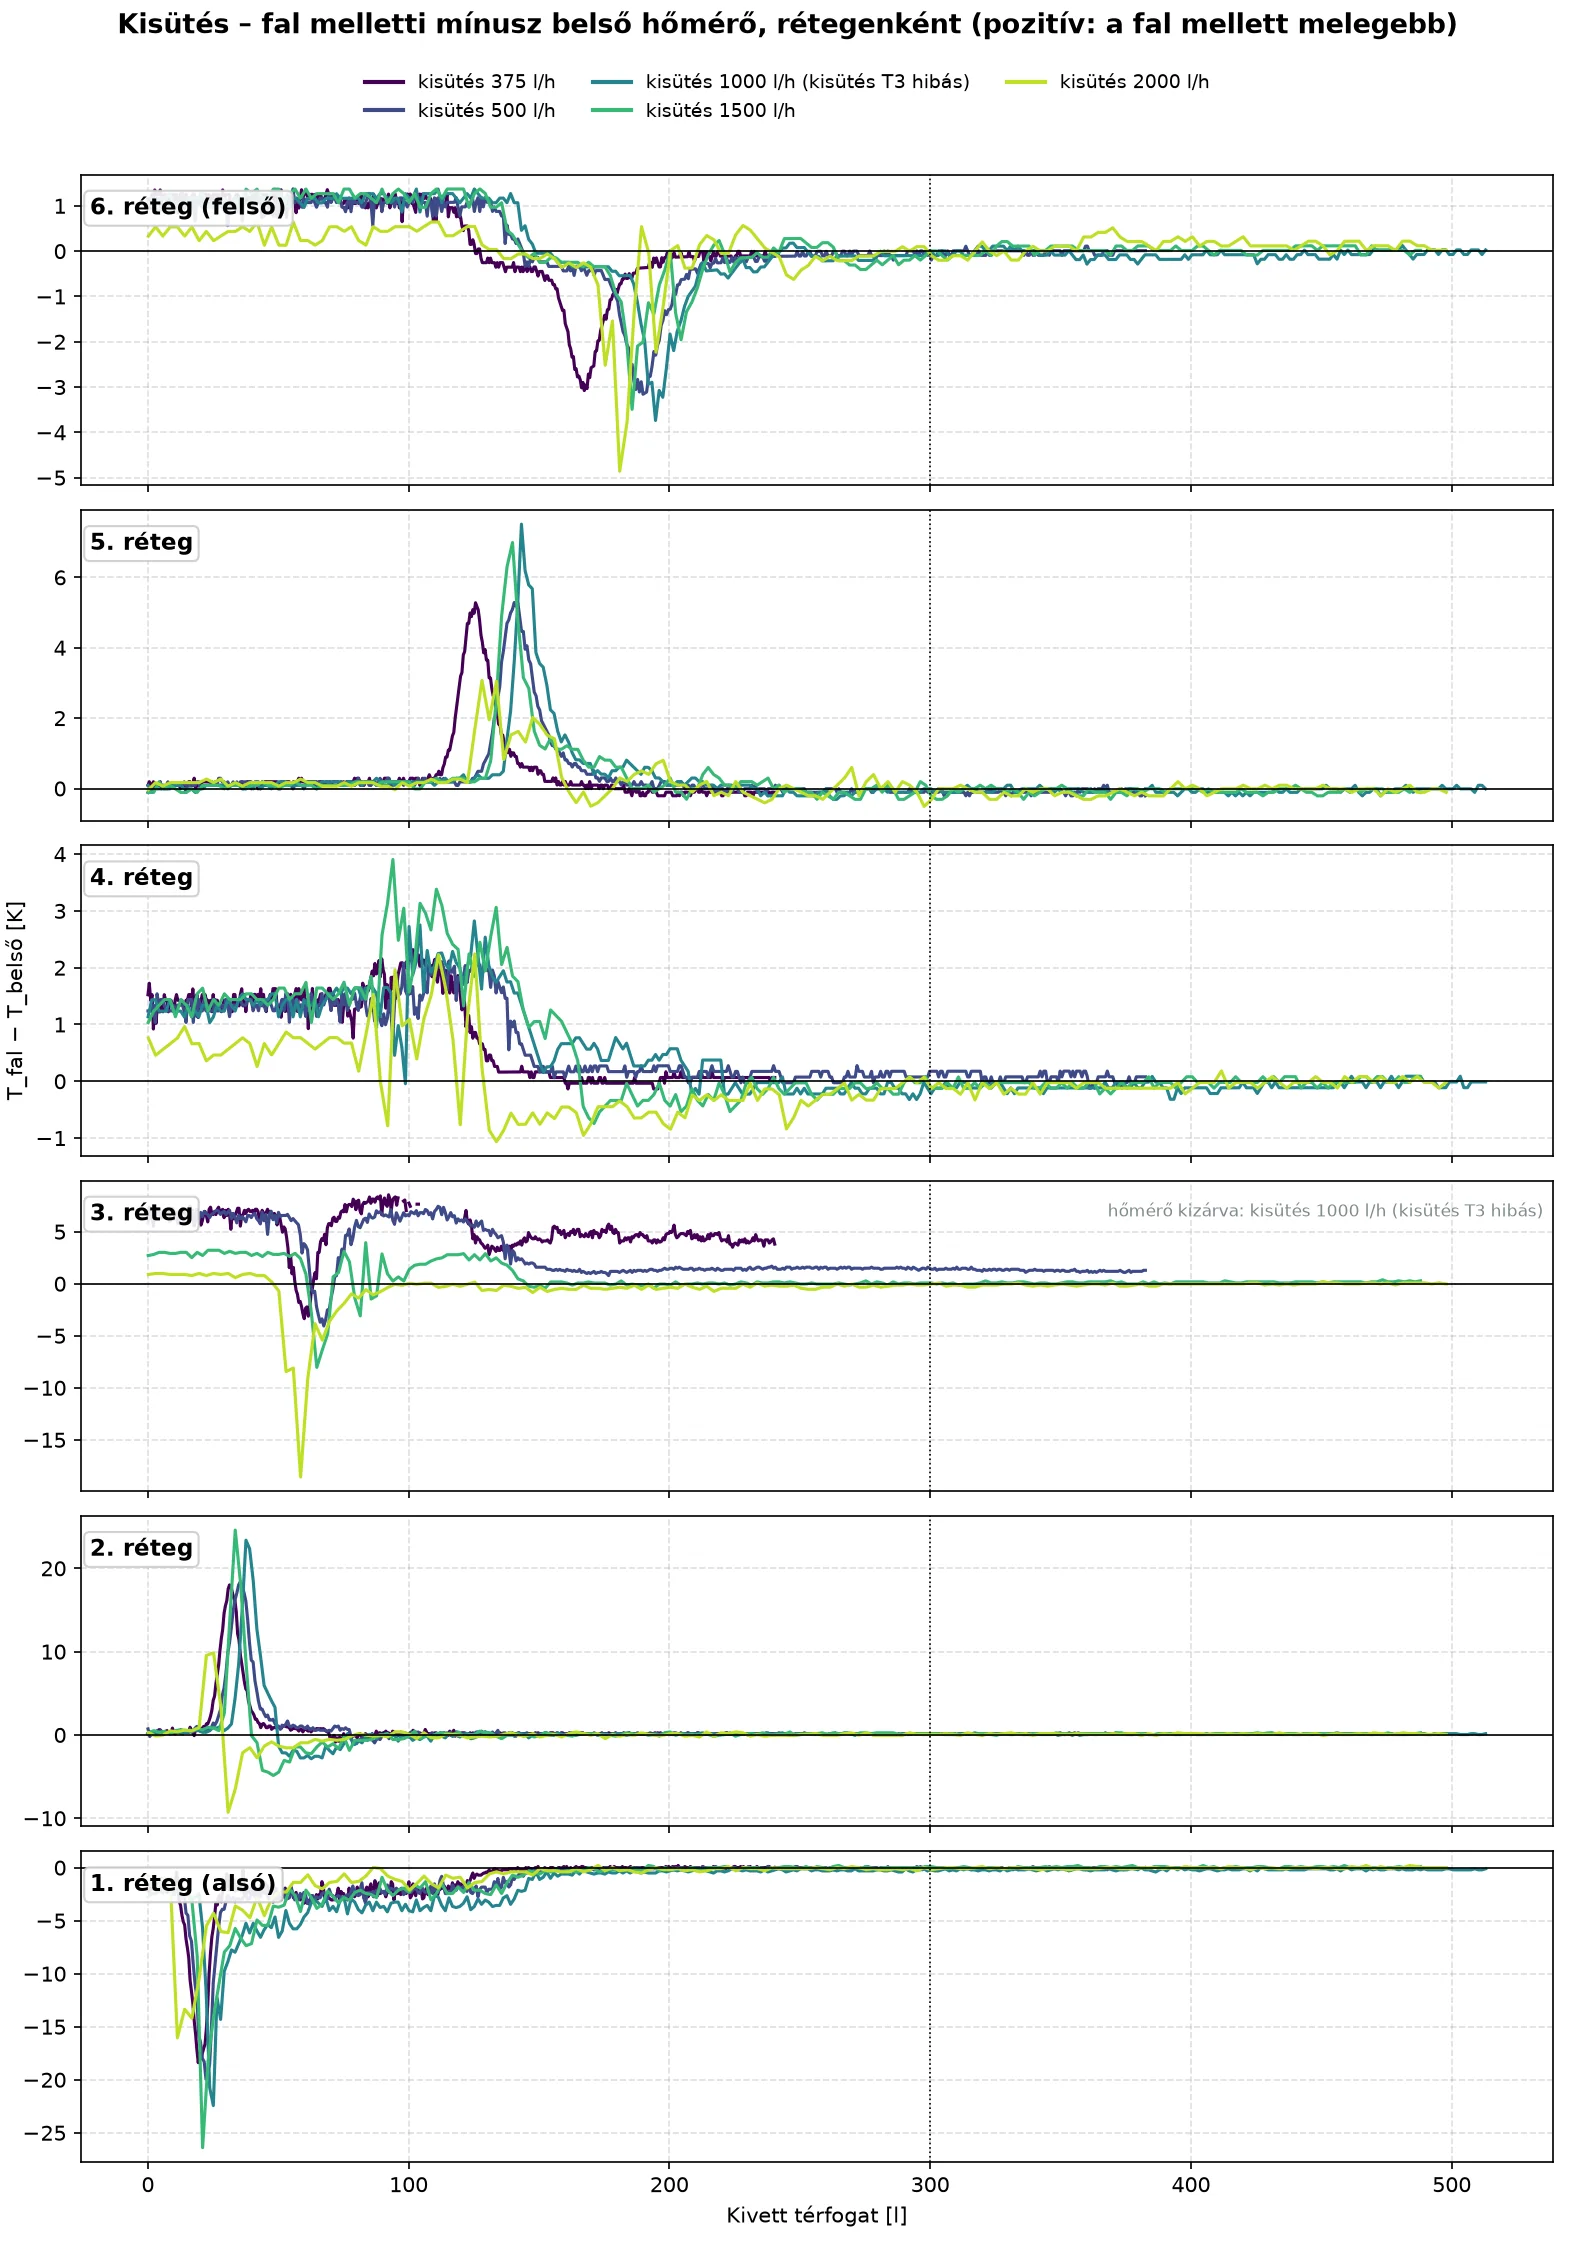 Kisütés – fal melletti mínusz belső hőmérő, rétegenként (pozitív: a fal mellett melegebb)
kisütés 375 l/h
kisütés 500 l/h
kisütés 1000 l/h (kisütés T3 hibás)
kisütés 1500 l/h
kisütés 2000 l/h
6. réteg (felső)
1
0
−1
−2
−3
−4
−5
5. réteg
6
4
2
0
4. réteg
4
3
2
1
0
−1
T_fal − T_belső [K]
3. réteg
hőmérő kizárva: kisütés 1000 l/h (kisütés T3 hibás)
5
0
−5
−10
−15
2. réteg
20
10
0
−10
1. réteg (alsó)
0
−5
−10
−15
−20
−25
0 100 200 300 400 500
Kivett térfogat [l]